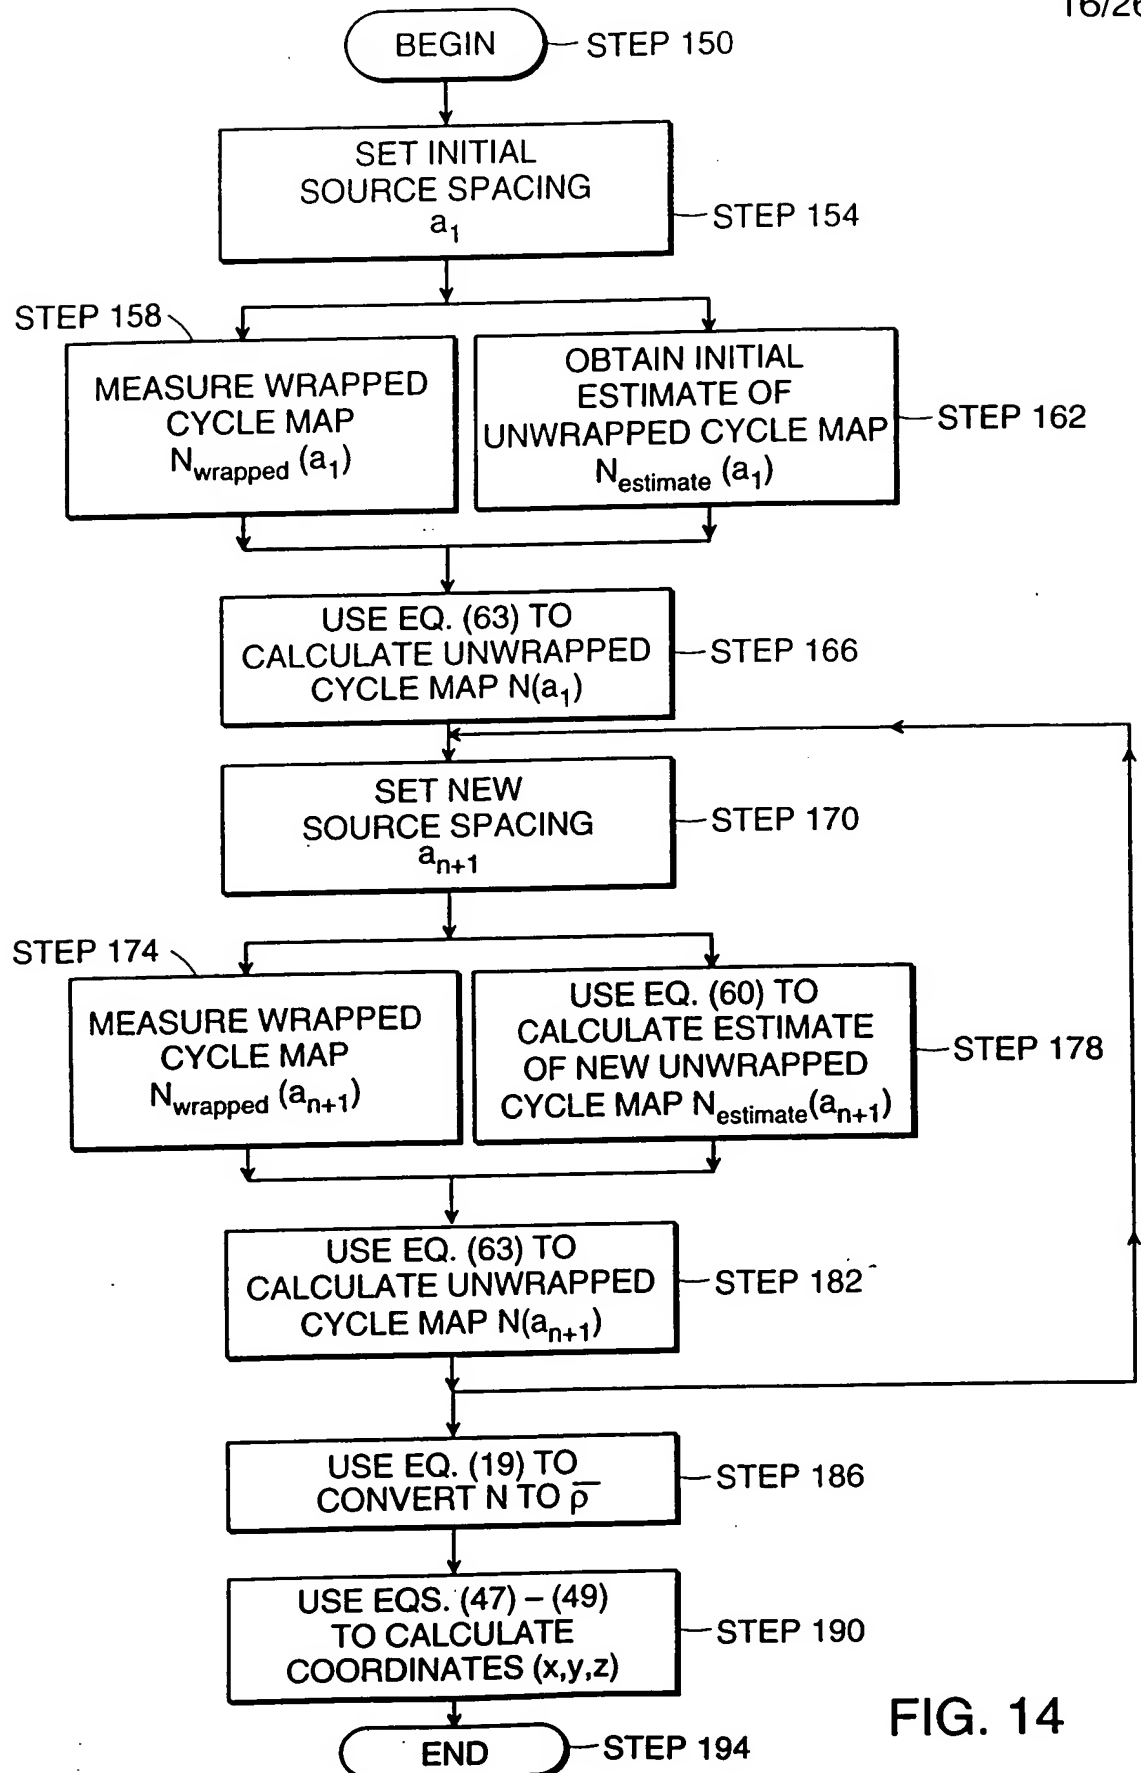 16/26
BEGIN
STEP 150
SET INITIAL
SOURCE SPACING
a₁
STEP 154
STEP 158
MEASURE WRAPPED
CYCLE MAP
N_wrapped (a₁)
OBTAIN INITIAL
ESTIMATE OF
UNWRAPPED CYCLE MAP
N_estimate (a₁)
STEP 162
USE EQ. (63) TO
CALCULATE UNWRAPPED
CYCLE MAP N(a₁)
STEP 166
SET NEW
SOURCE SPACING
aₙ₊₁
STEP 170
STEP 174
MEASURE WRAPPED
CYCLE MAP
N_wrapped (aₙ₊₁)
USE EQ. (60) TO
CALCULATE ESTIMATE
OF NEW UNWRAPPED
CYCLE MAP N_estimate(aₙ₊₁)
STEP 178
USE EQ. (63) TO
CALCULATE UNWRAPPED
CYCLE MAP N(aₙ₊₁)
STEP 182
USE EQ. (19) TO
CONVERT N TO ρ̅
STEP 186
USE EQS. (47) – (49)
TO CALCULATE
COORDINATES (x,y,z)
STEP 190
END
STEP 194
FIG. 14